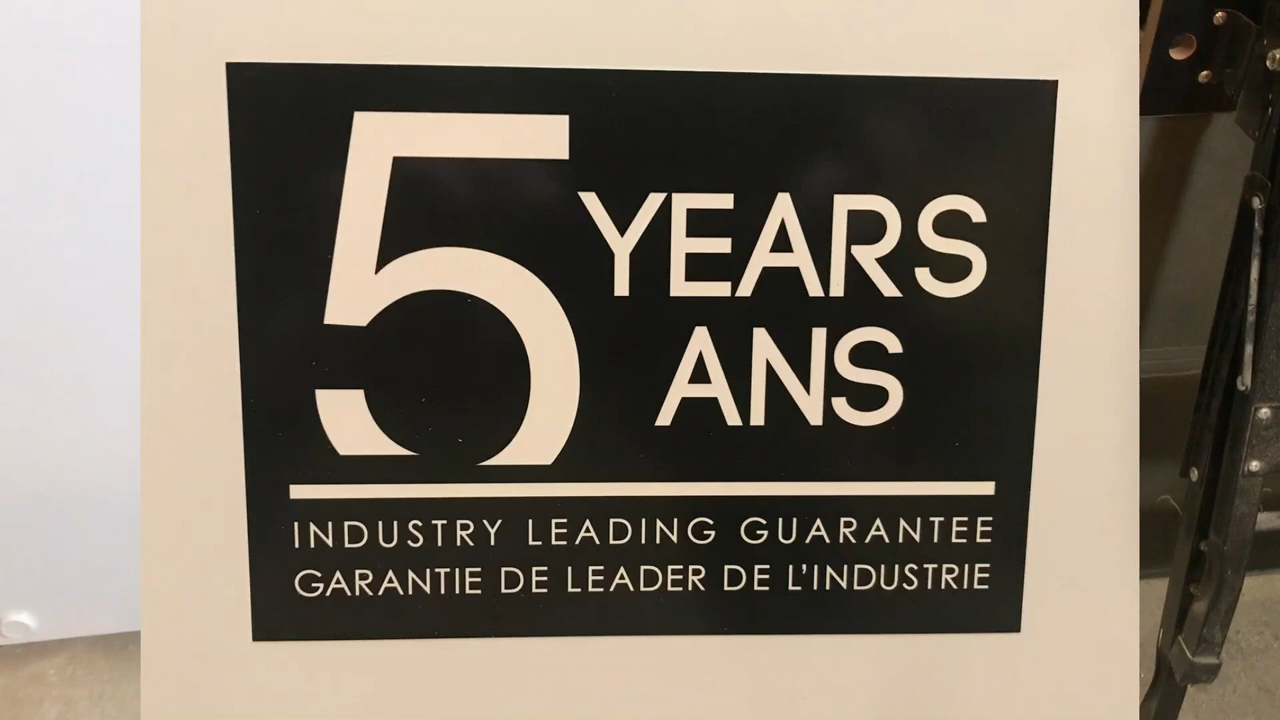 5 YEARS
ANS
INDUSTRY LEADING GUARANTEE
GARANTIE DE LEADER DE L'INDUSTRIE